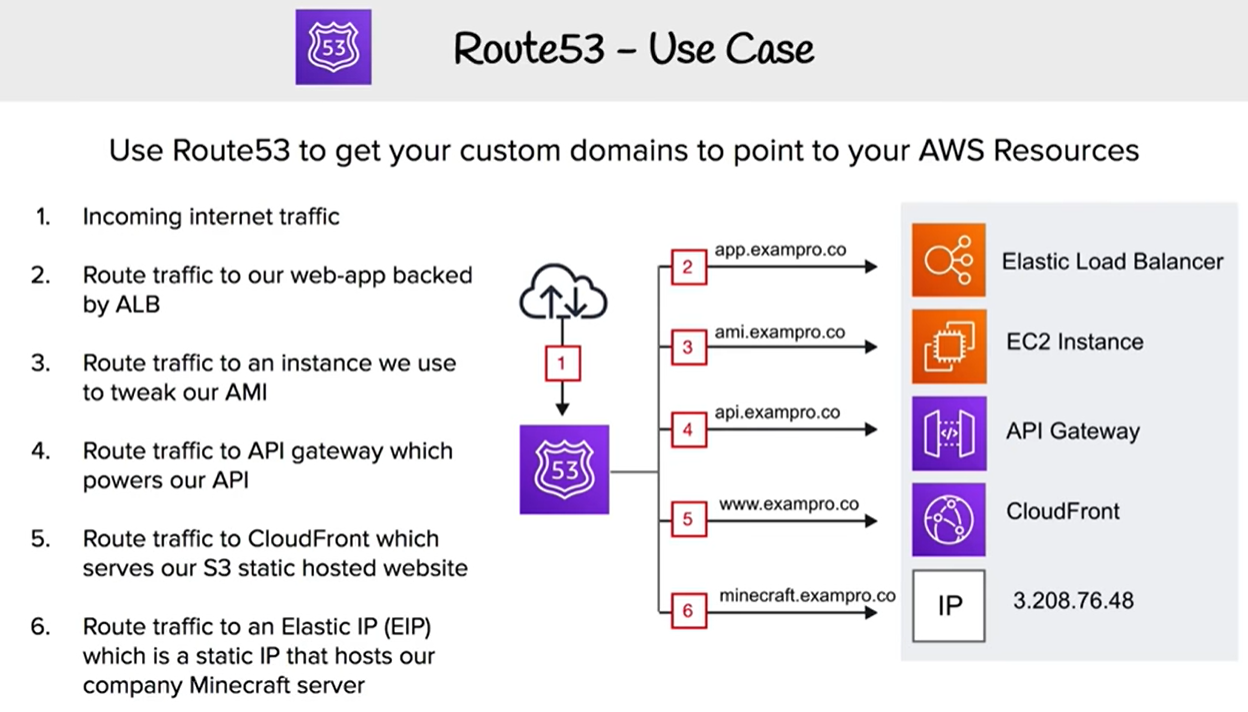 53
Route53 – Use Case
Use Route53 to get your custom domains to point to your AWS Resources
1. Incoming internet traffic
2. Route traffic to our web-app backed
by ALB
3. Route traffic to an instance we use
to tweak our AMI
4. Route traffic to API gateway which
powers our API
5. Route traffic to CloudFront which
serves our S3 static hosted website
6. Route traffic to an Elastic IP (EIP)
which is a static IP that hosts our
company Minecraft server
1
53
2
app.exampro.co
Elastic Load Balancer
3
ami.exampro.co
EC2 Instance
4
api.exampro.co
</>
API Gateway
5
www.exampro.co
CloudFront
6
minecraft.exampro.co
IP
3.208.76.48